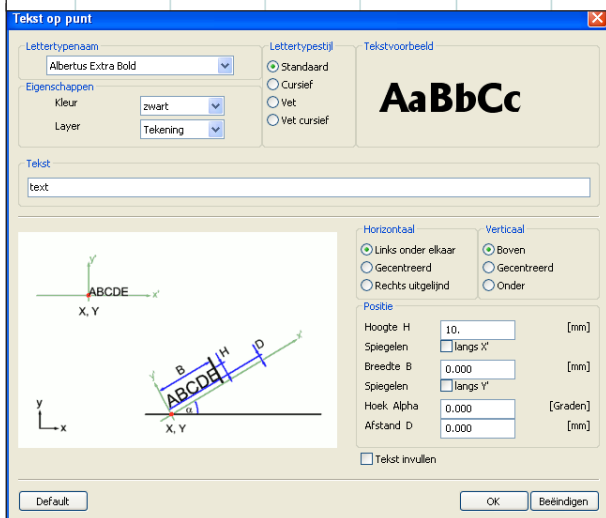 Tekst op punt
Lettertypenaam
Albertus Extra Bold
Eigenschappen
Kleur
zwart
Layer
Tekening
Lettertypestijl
Standaard
Cursief
Vet
Vet cursief
Tekstvoorbeeld
AaBbCc
Tekst
text
y'
ABCDE
x'
X, Y
B
H
D
x'
y'
ABCDE
α
X, Y
y
x
Horizontaal
Links onder elkaar
Gecentreerd
Rechts uitgelijnd
Verticaal
Boven
Gecentreerd
Onder
Positie
Hoogte H 10. [mm]
Spiegelen langs X'
Breedte B 0.000 [mm]
Spiegelen langs Y'
Hoek Alpha 0.000 [Graden]
Afstand D 0.000 [mm]
Tekst invullen
Default OK Beëindigen